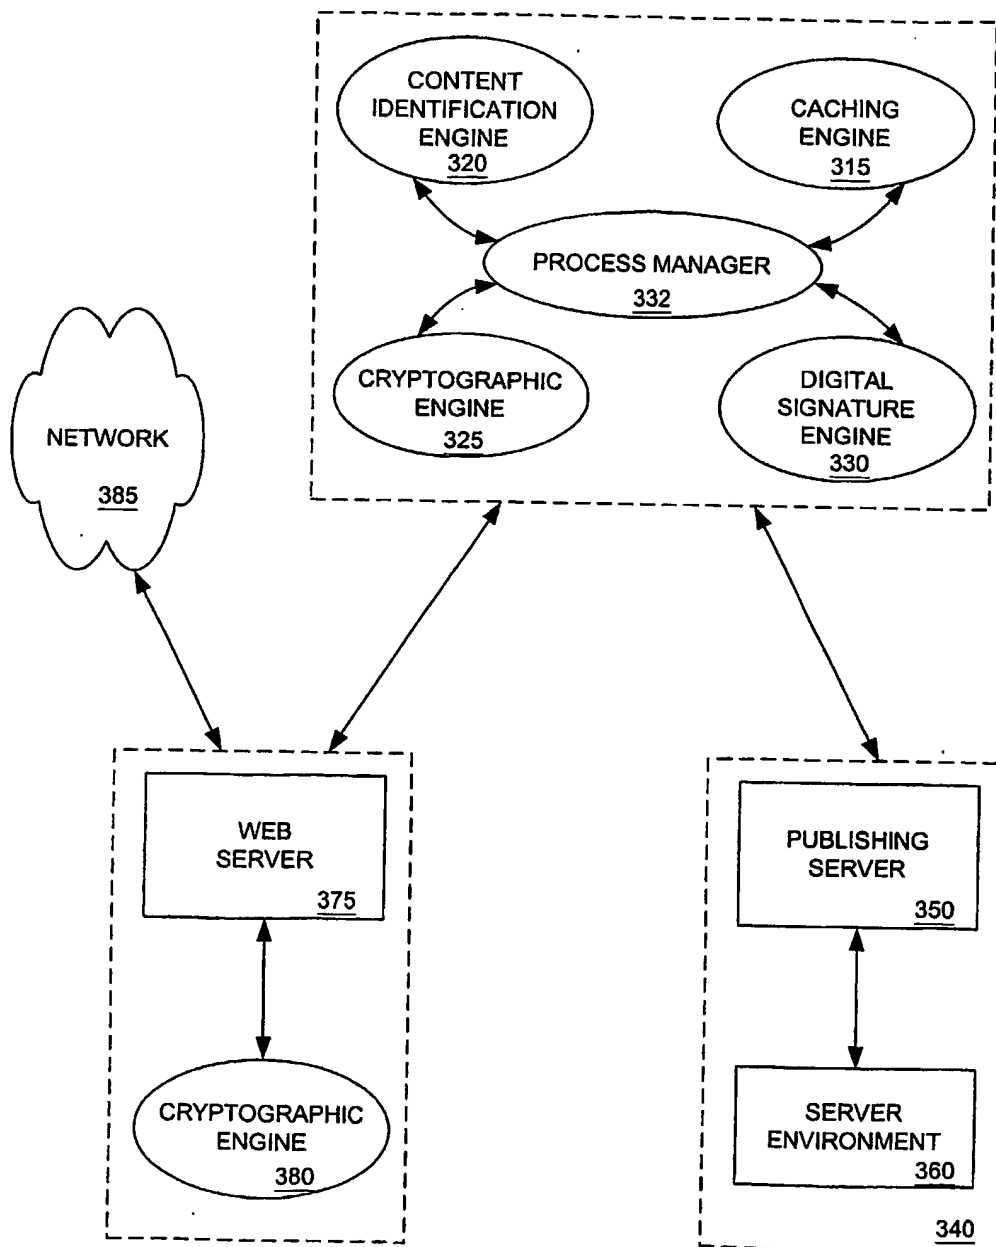 CONTENT
IDENTIFICATION
ENGINE
320
CACHING
ENGINE
315
PROCESS MANAGER
332
CRYPTOGRAPHIC
ENGINE
325
DIGITAL
SIGNATURE
ENGINE
330
NETWORK
385
WEB
SERVER
375
CRYPTOGRAPHIC
ENGINE
380
PUBLISHING
SERVER
350
SERVER
ENVIRONMENT
360
340